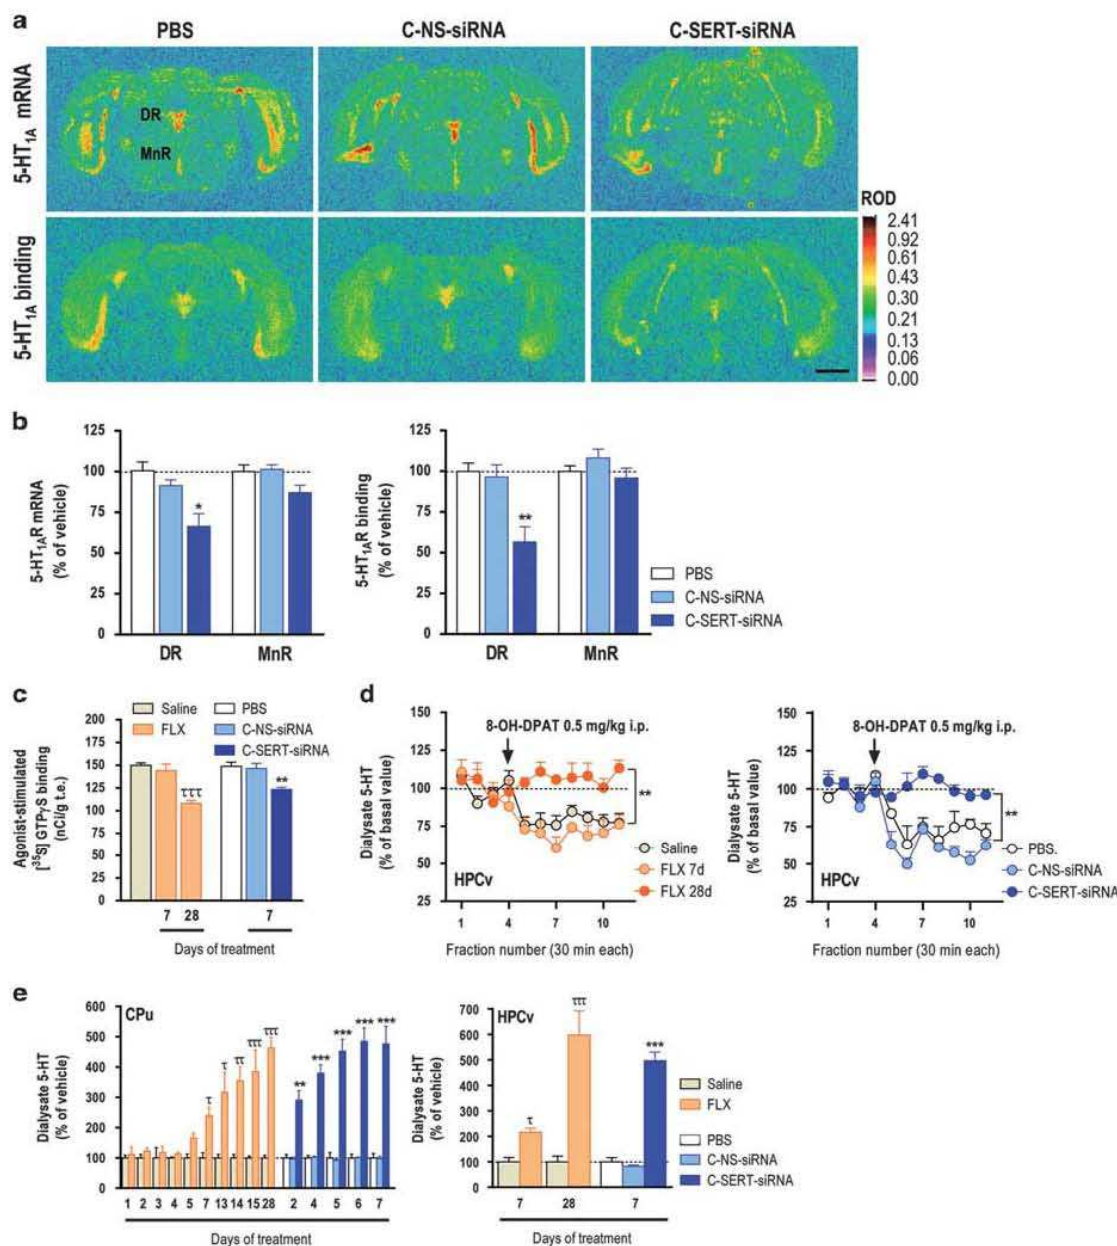 a
PBS
C-NS-siRNA
C-SERT-siRNA
5-HT1A mRNA
DR
MnR
5-HT1A binding
ROD
2.41
0.92
0.61
0.43
0.30
0.21
0.13
0.06
0.00
b
5-HT1AR mRNA
(% of vehicle)
125
100
75
50
25
0
DR
MnR
5-HT1AR binding
(% of vehicle)
125
100
75
50
25
0
*
**
DR
MnR
PBS
C-NS-siRNA
C-SERT-siRNA
c
Saline
FLX
PBS
C-NS-siRNA
C-SERT-siRNA
Agonist-stimulated
[35S] GTPγS binding
(nCi/g t.e.)
200
175
150
125
100
75
50
25
0
τττ
**
7 28
7
Days of treatment
d
8-OH-DPAT 0.5 mg/kg i.p.
Dialysate 5-HT
(% of basal value)
125
100
75
50
25
**
HPCv
Saline
FLX 7d
FLX 28d
1 4 7 10
Fraction number (30 min each)
8-OH-DPAT 0.5 mg/kg i.p.
Dialysate 5-HT
(% of basal value)
125
100
75
50
25
**
HPCv
PBS.
C-NS-siRNA
C-SERT-siRNA
1 4 7 10
Fraction number (30 min each)
e
CPu
Dialysate 5-HT
(% of vehicle)
600
500
400
300
200
100
0
τ τ ττ τττ τττ
** *** *** *** ***
1 2 3 4 5 7 13 14 15 28 2 4 5 6 7
Days of treatment
HPCv
Dialysate 5-HT
(% of vehicle)
700
600
500
400
300
200
100
0
τ
τττ
***
7 28 7
Days of treatment
Saline
FLX
PBS
C-NS-siRNA
C-SERT-siRNA